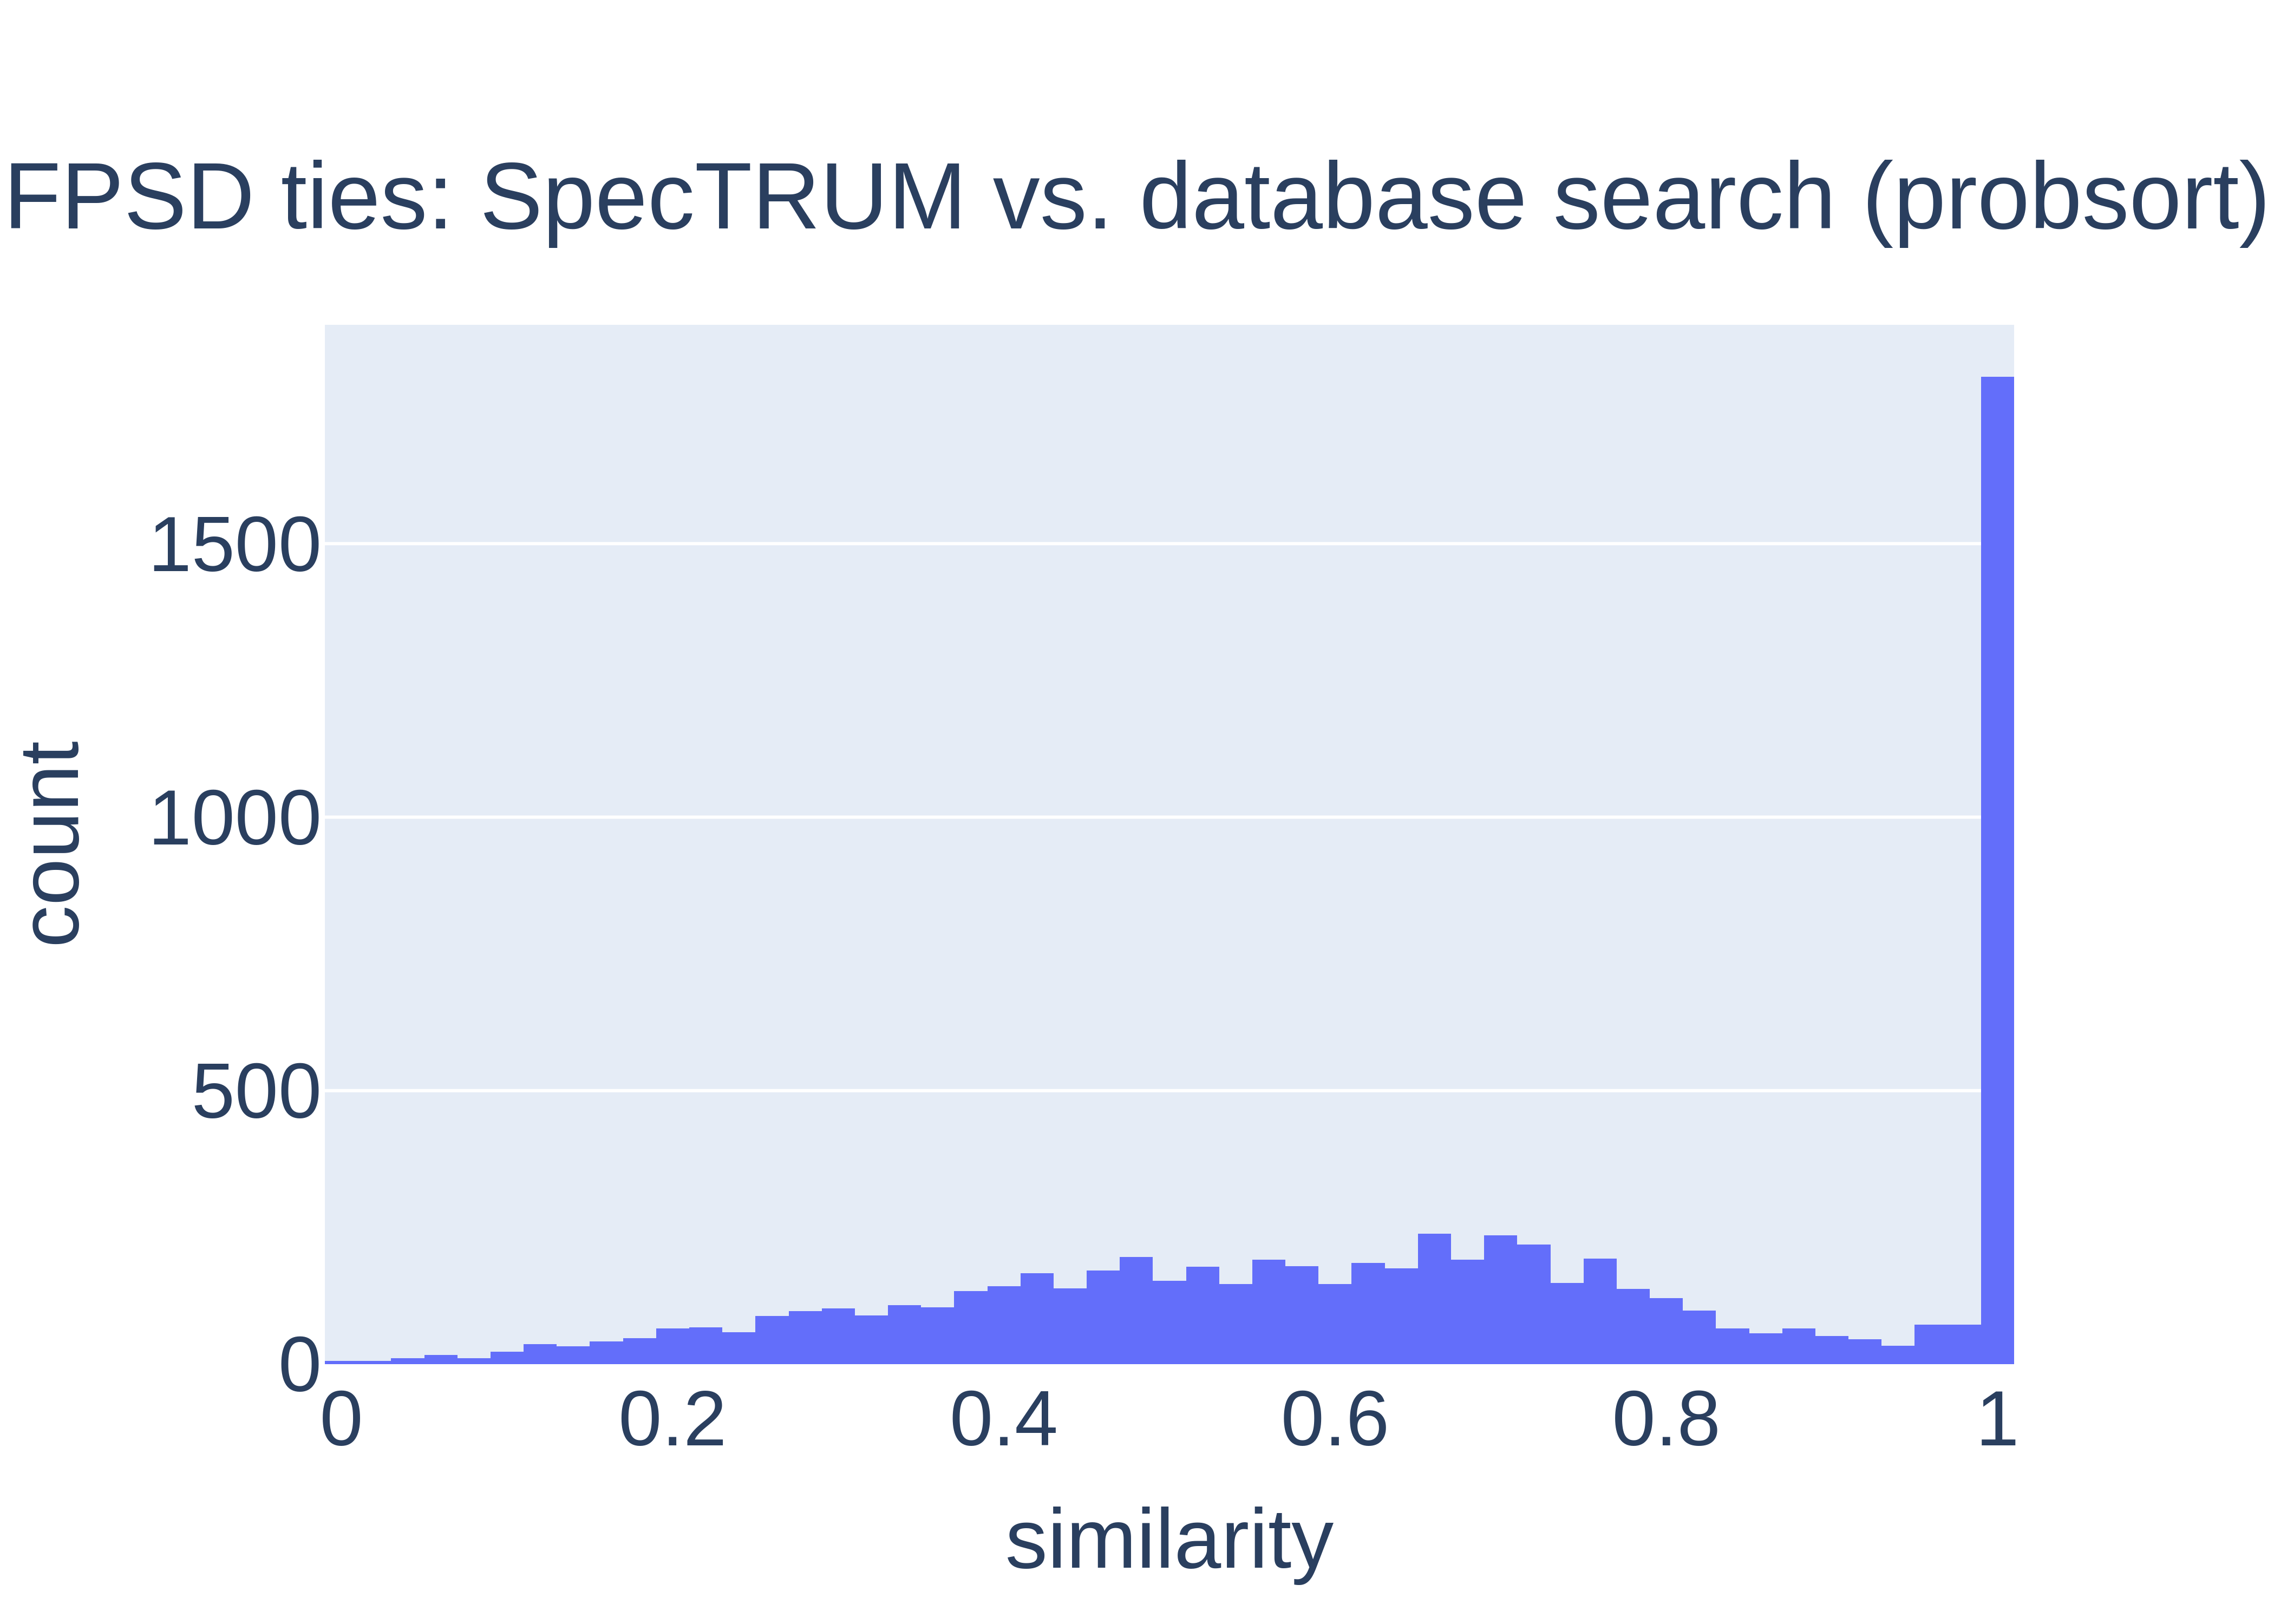 FPSD ties: SpecTRUM vs. database search (probsort)
1500
1000
500
0
count
0 0.2 0.4 0.6 0.8 1
similarity